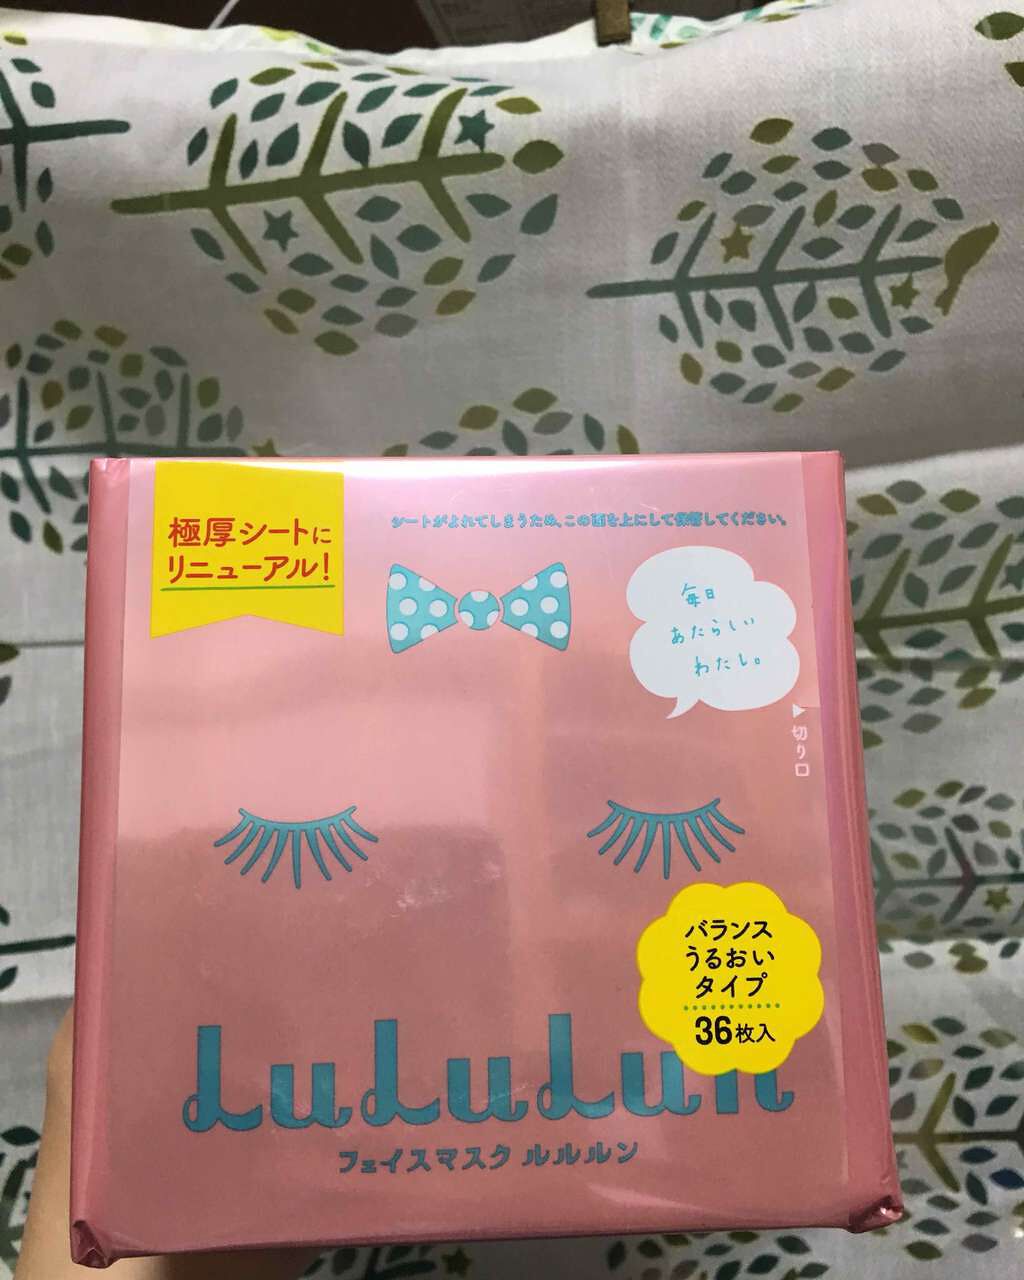 極厚シートに
リニューアル!
シートがよれてしまうため、この面を上にして保管してください。
毎日
あたらしい
わたし。
▶切り口
バランス
うるおい
タイプ
36枚入
LuLuLun
フェイスマスク ルルルン